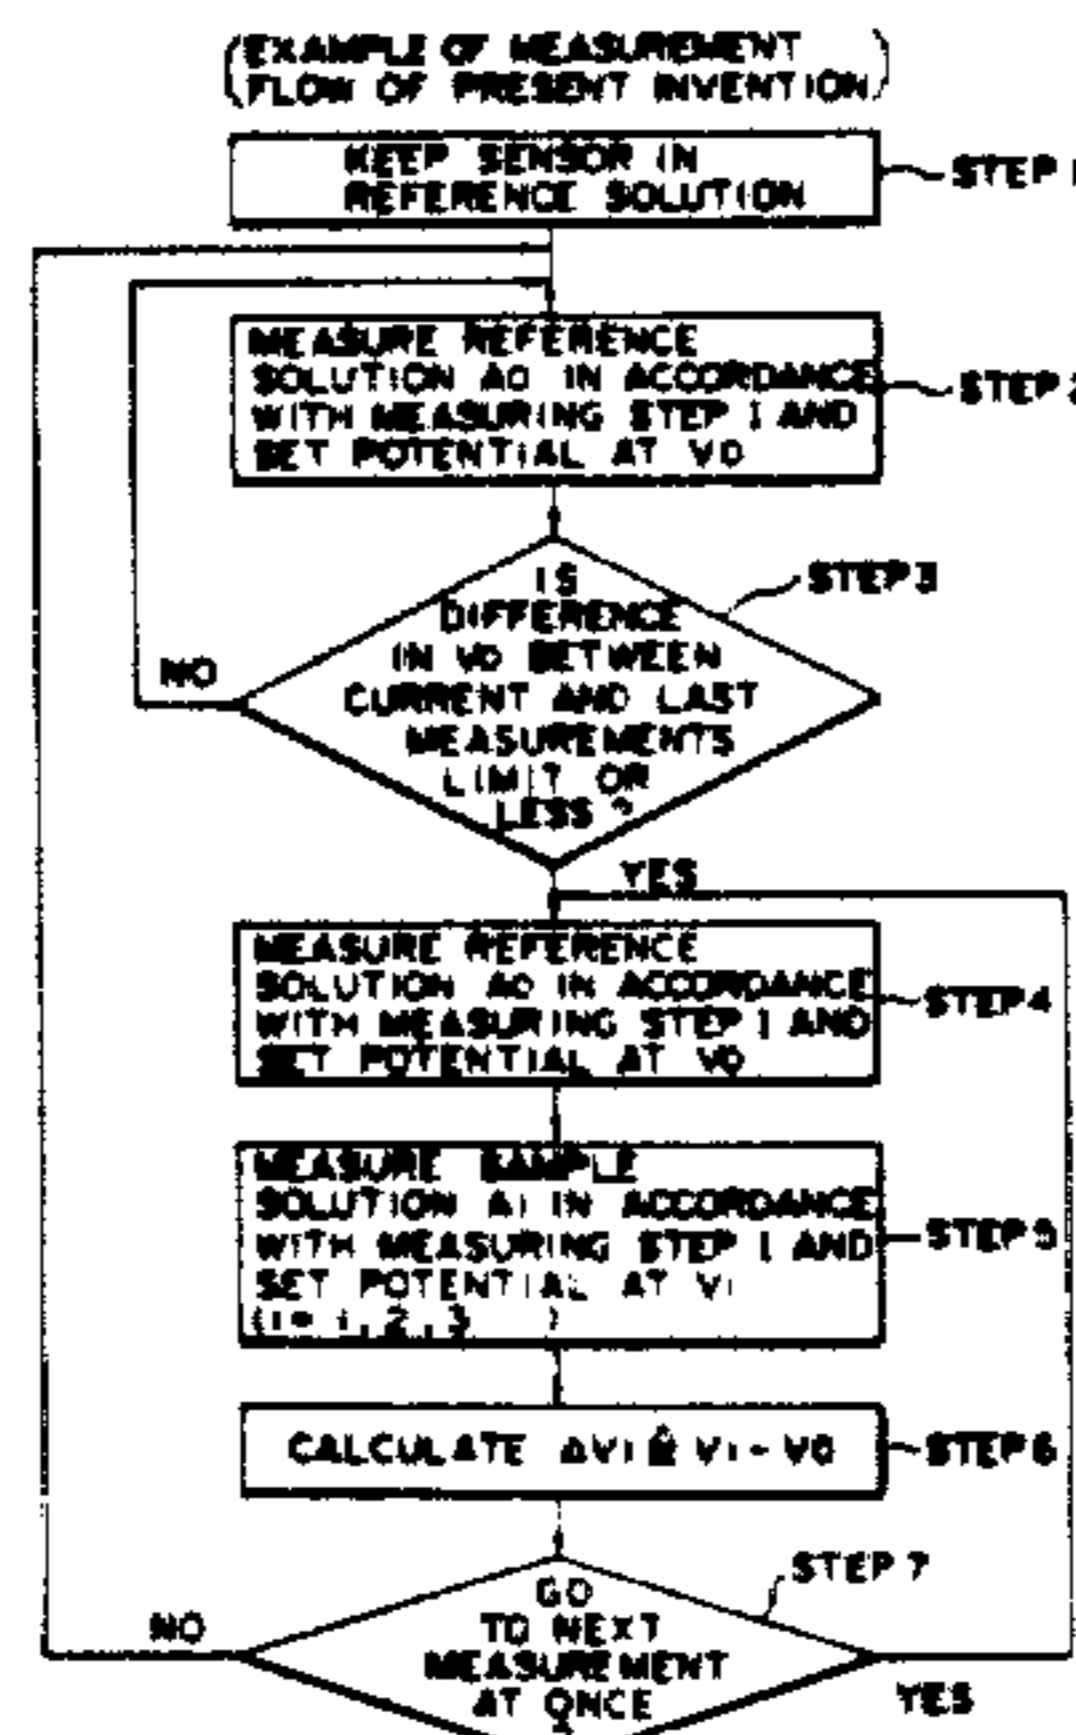 (EXAMPLE OF MEASUREMENT
FLOW OF PRESENT INVENTION)
KEEP SENSOR IN
REFERENCE SOLUTION
STEP 1
MEASURE REFERENCE
SOLUTION A0 IN ACCORDANCE
WITH MEASURING STEP I AND
SET POTENTIAL AT V0
STEP 2
IS
DIFFERENCE
IN V0 BETWEEN
CURRENT AND LAST
MEASUREMENTS
LIMIT OR
LESS ?
STEP 3
NO
YES
MEASURE REFERENCE
SOLUTION A0 IN ACCORDANCE
WITH MEASURING STEP I AND
SET POTENTIAL AT V0
STEP 4
MEASURE SAMPLE
SOLUTION Ai IN ACCORDANCE
WITH MEASURING STEP I AND
SET POTENTIAL AT Vi
(i = 1, 2, 3 )
STEP 5
CALCULATE ΔVi ≙ Vi - V0
STEP 6
GO
TO NEXT
MEASUREMENT
AT ONCE
?
STEP 7
NO
YES